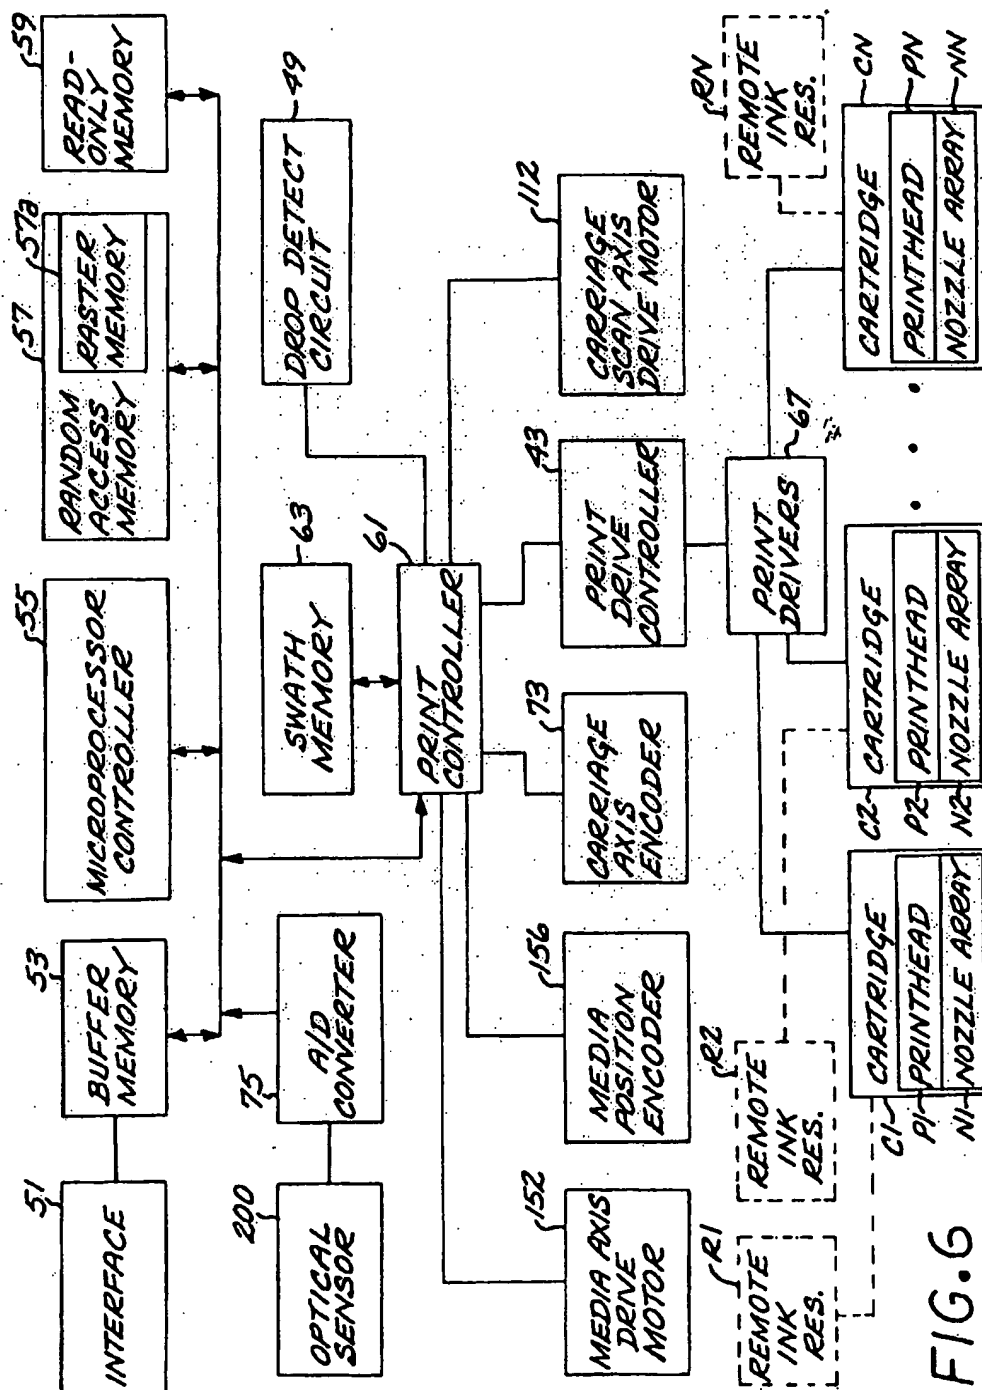 51
INTERFACE
53
BUFFER
MEMORY
55
MICROPROCESSOR
CONTROLLER
57
RANDOM
ACCESS
MEMORY
57a
RASTER
MEMORY
59
READ-
ONLY
MEMORY
200
OPTICAL
SENSOR
75
A/D
CONVERTER
63
SWATH
MEMORY
49
DROP DETECT
CIRCUIT
61
PRINT
CONTROLLER
152
MEDIA AXIS
DRIVE
MOTOR
156
MEDIA
POSITION
ENCODER
73
CARRIAGE
AXIS
ENCODER
43
PRINT
DRIVE
CONTROLLER
112
CARRIAGE
SCAN AXIS
DRIVE MOTOR
R1
REMOTE
INK
RES.
R2
REMOTE
INK
RES.
67
PRINT
DRIVERS
RN
REMOTE
INK
RES.
C1
CARTRIDGE
P1
PRINTHEAD
N1
NOZZLE ARRAY
C2
CARTRIDGE
P2
PRINTHEAD
N2
NOZZLE ARRAY
CARTRIDGE
CN
PRINTHEAD
PN
NOZZLE ARRAY
NN
FIG.6